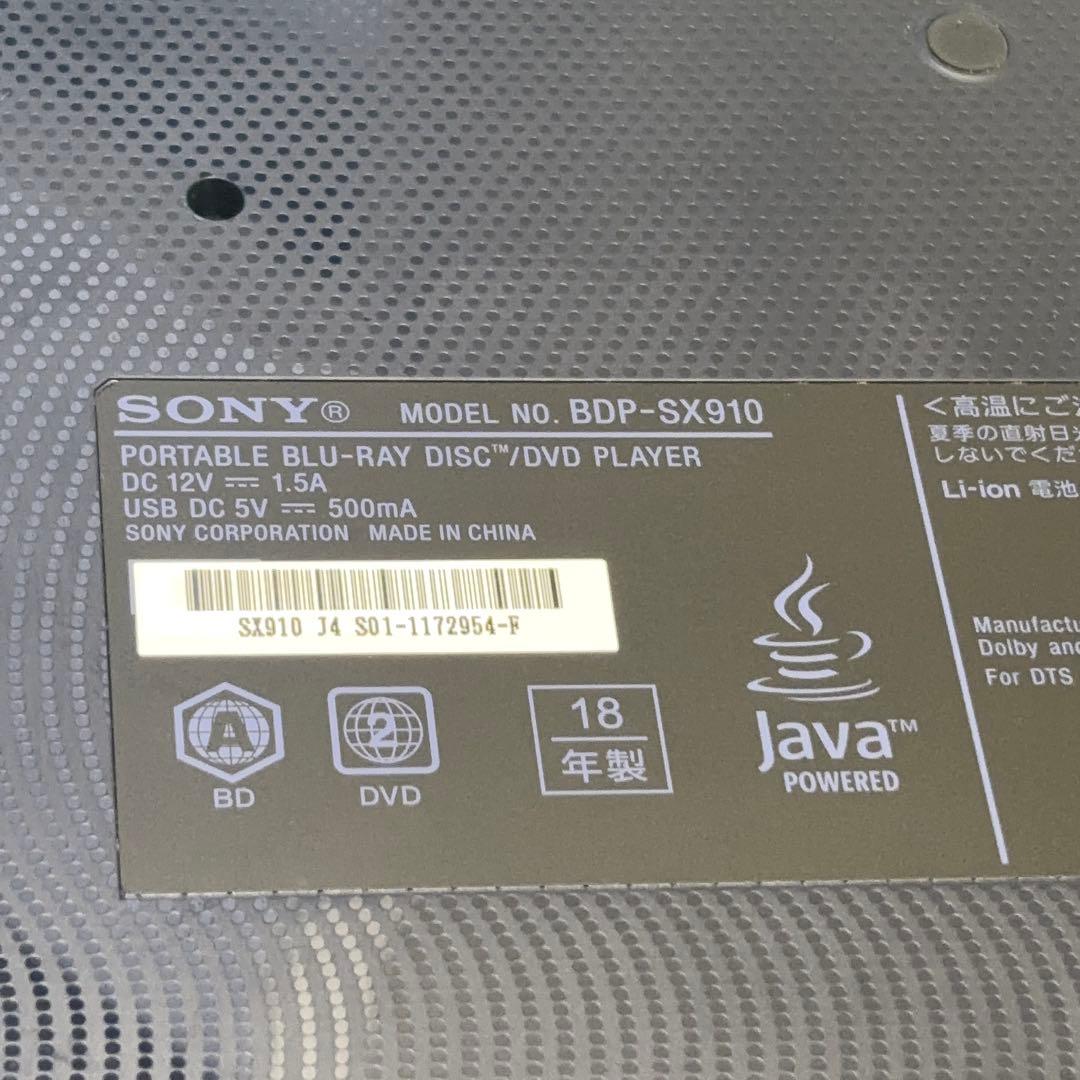 SONY® MODEL NO. BDP-SX910
PORTABLE BLU-RAY DISC™/DVD PLAYER
DC 12V ⎓ 1.5A
USB DC 5V ⎓ 500mA
SONY CORPORATION MADE IN CHINA
SX910 J4 S01-1172954-F
A
BD
2
DVD
18
年製
Java™
POWERED
<高温にご
夏季の直射日
しないでくだ
Li-ion 電池
Manufactu
Dolby and
For DTS